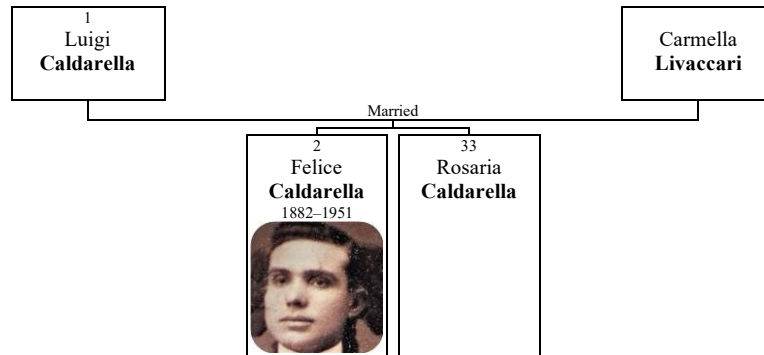 1
Luigi
Caldarella
Carmella
Livaccari
Married
2
Felice
Caldarella
1882–1951
33
Rosaria
Caldarella